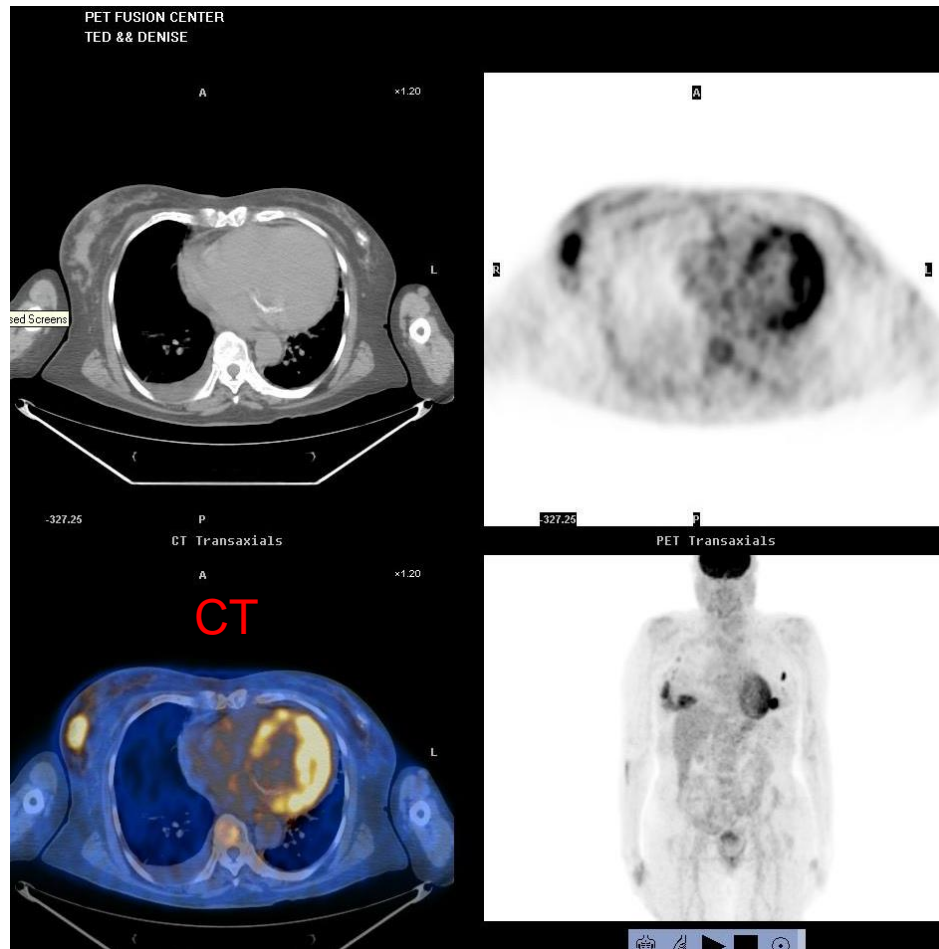 PET FUSION CENTER
TED && DENISE
A
×1.20
L
sed Screens
-327.25
P
CT Transaxials
A
R
L
-327.25
P
PET Transaxials
A
×1.20
CT
L